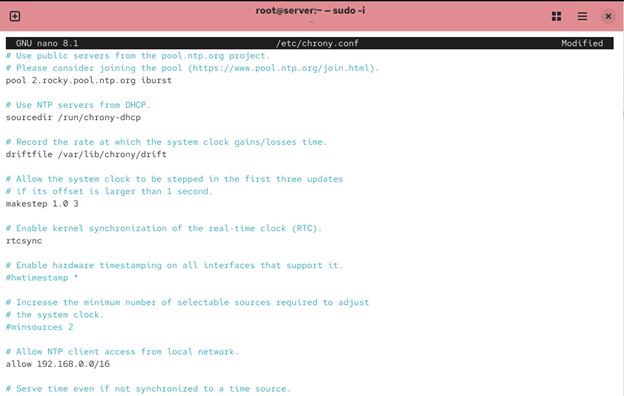 root@server:~ — sudo -i
GNU nano 8.1 /etc/chrony.conf Modified
# Use public servers from the pool.ntp.org project.
# Please consider joining the pool (https://www.pool.ntp.org/join.html).
pool 2.rocky.pool.ntp.org iburst
# Use NTP servers from DHCP.
sourcedir /run/chrony-dhcp
# Record the rate at which the system clock gains/losses time.
driftfile /var/lib/chrony/drift
# Allow the system clock to be stepped in the first three updates
# if its offset is larger than 1 second.
makestep 1.0 3
# Enable kernel synchronization of the real-time clock (RTC).
rtcsync
# Enable hardware timestamping on all interfaces that support it.
#hwtimestamp *
# Increase the minimum number of selectable sources required to adjust
# the system clock.
#minsources 2
# Allow NTP client access from local network.
allow 192.168.0.0/16
# Serve time even if not synchronized to a time source.